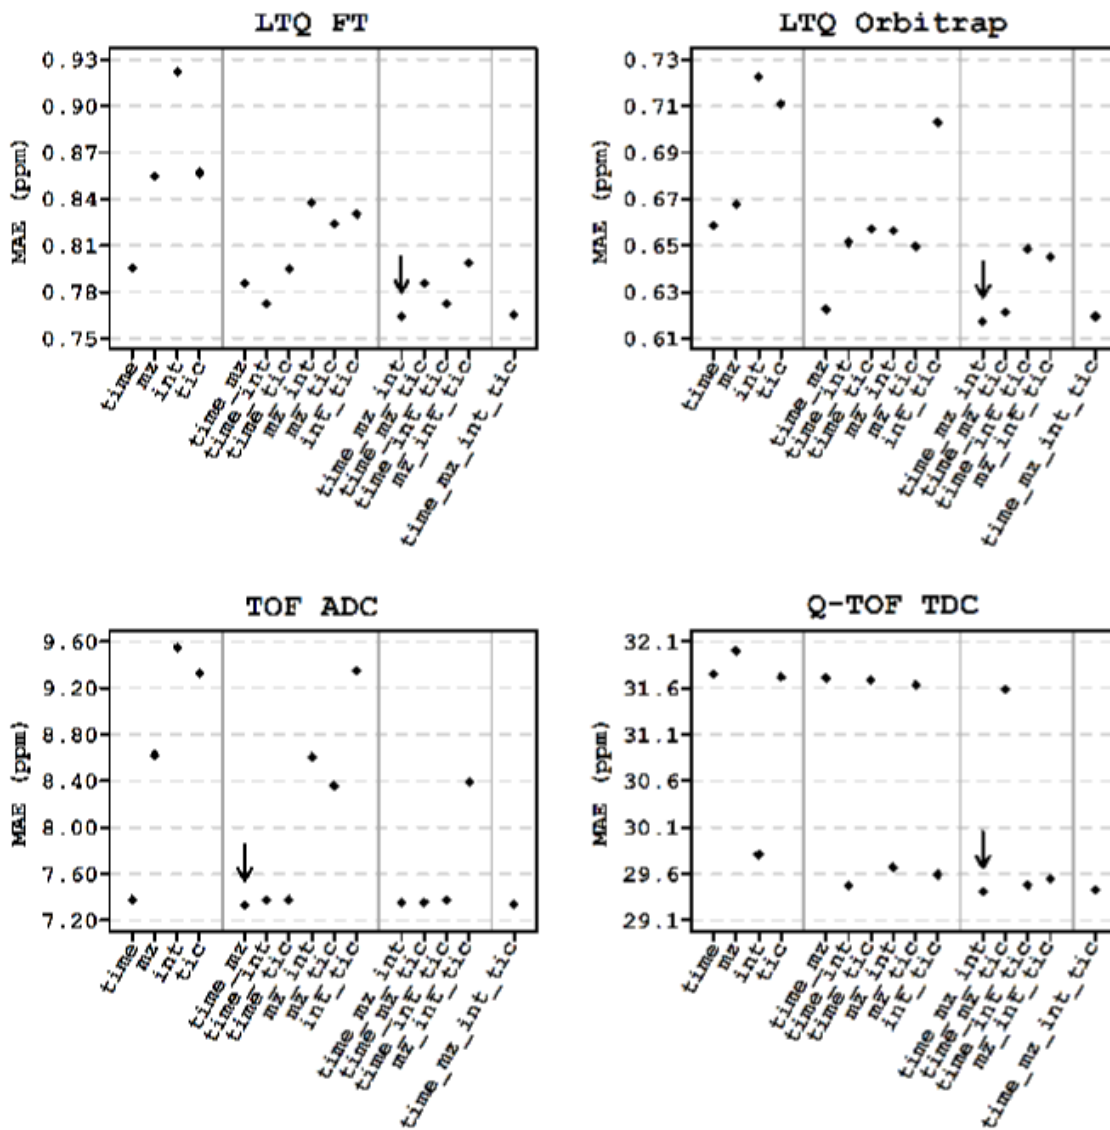 LTQ FT
MAE (ppm)
0.93
0.90
0.87
0.84
0.81
0.78
0.75
time
mz
int
tic
time_mz
time_int
time_tic
mz_int
mz_tic
int_tic
time_mz_int
time_mz_tic
time_int_tic
mz_int_tic
time_mz_int_tic
LTQ Orbitrap
MAE (ppm)
0.73
0.71
0.69
0.67
0.65
0.63
0.61
time
mz
int
tic
time_mz
time_int
time_tic
mz_int
mz_tic
int_tic
time_mz_int
time_mz_tic
time_int_tic
mz_int_tic
time_mz_int_tic
TOF ADC
MAE (ppm)
9.60
9.20
8.80
8.40
8.00
7.60
7.20
time
mz
int
tic
time_mz
time_int
time_tic
mz_int
mz_tic
int_tic
time_mz_int
time_mz_tic
time_int_tic
mz_int_tic
time_mz_int_tic
Q-TOF TDC
MAE (ppm)
32.1
31.6
31.1
30.6
30.1
29.6
29.1
time
mz
int
tic
time_mz
time_int
time_tic
mz_int
mz_tic
int_tic
time_mz_int
time_mz_tic
time_int_tic
mz_int_tic
time_mz_int_tic